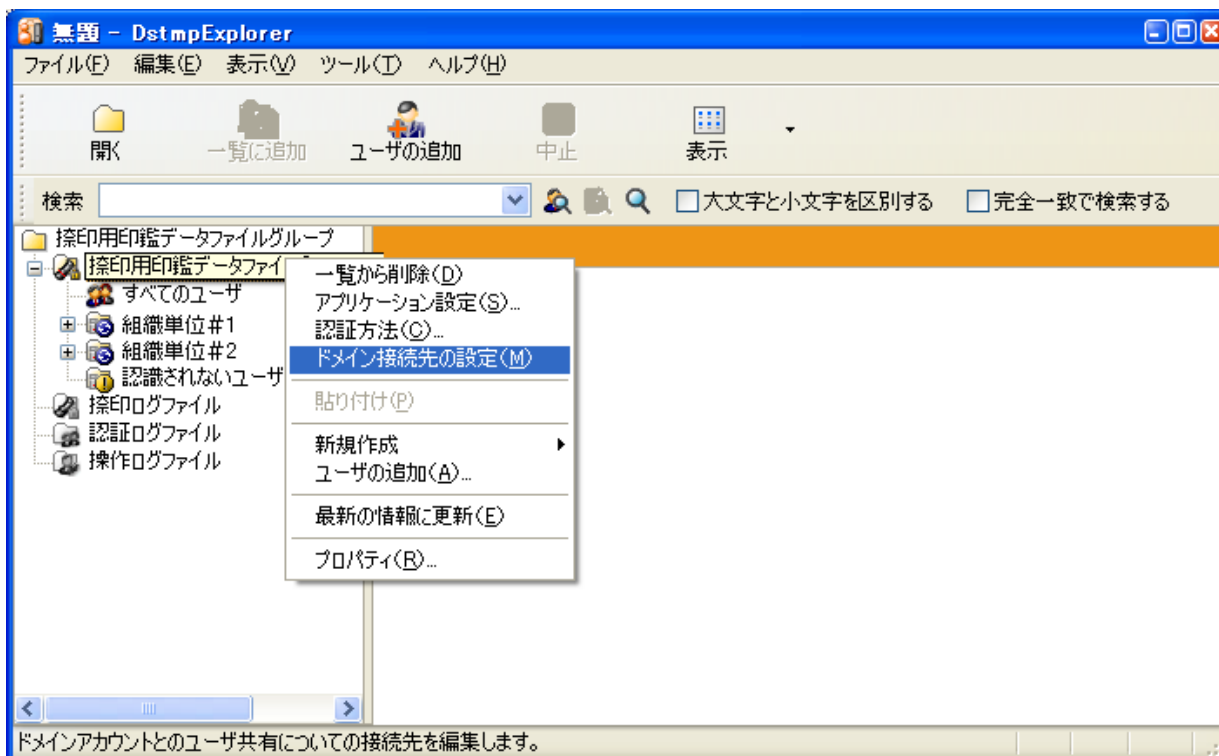 無題 - DstmpExplorer
ファイル(F) 編集(E) 表示(V) ツール(T) ヘルプ(H)
開く 一覧に追加 ユーザの追加 中止 表示
検索 大文字と小文字を区別する 完全一致で検索する
捺印用印鑑データファイルグループ
捺印用印鑑データファイ
すべてのユーザ
組織単位#1
組織単位#2
認識されないユーザ
捺印ログファイル
認証ログファイル
操作ログファイル
一覧から削除(D)
アプリケーション設定(S)...
認証方法(C)...
ドメイン接続先の設定(M)
貼り付け(P)
新規作成
ユーザの追加(A)...
最新の情報に更新(E)
プロパティ(R)...
ドメインアカウントとのユーザ共有についての接続先を編集します。